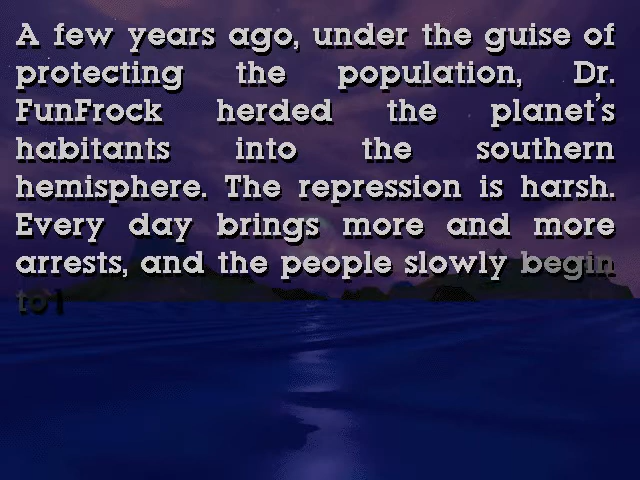 A few years ago, under the guise of
protecting the population, Dr.
FunFrock herded the planet's
habitants into the southern
hemisphere. The repression is harsh.
Every day brings more and more
arrests, and the people slowly begin
to